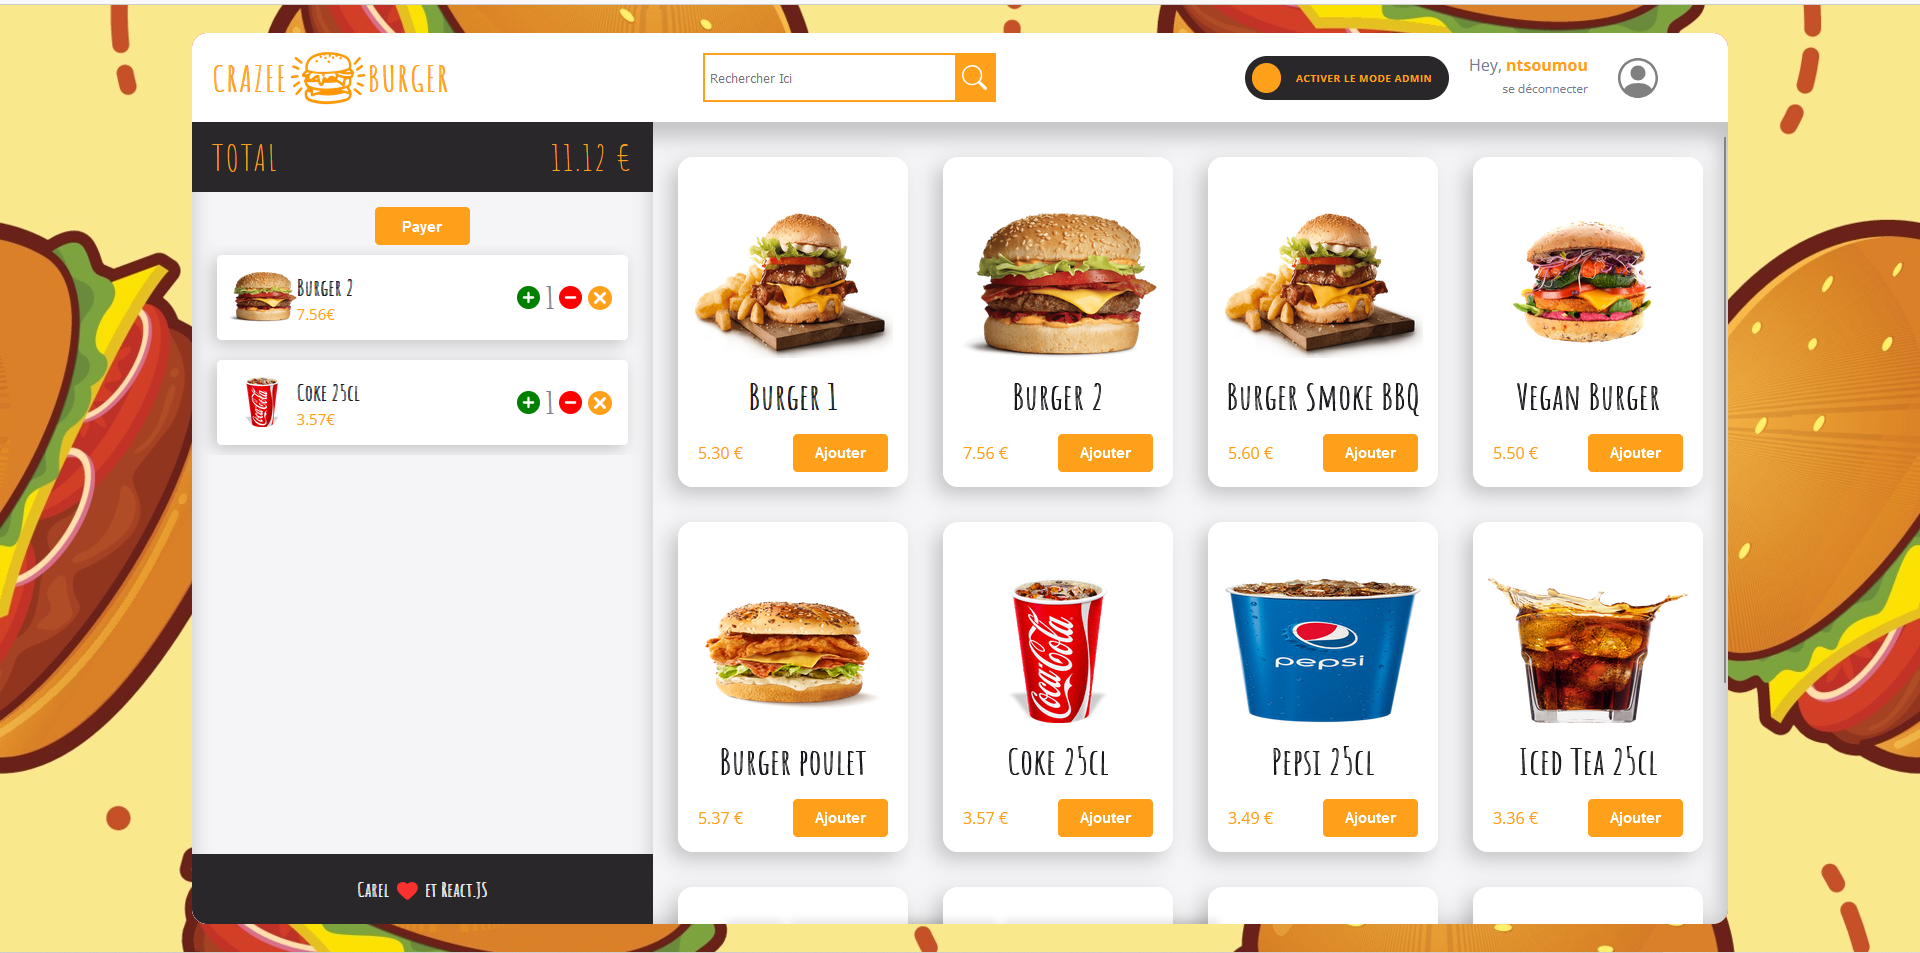 CRAZEE BURGER
Rechercher Ici
ACTIVER LE MODE ADMIN
Hey, ntsoumou
se déconnecter
TOTAL 11.12 €
Payer
Burger 2
7.56€
1
Coke 25cl
3.57€
1
Burger 1
5.30 € Ajouter
Burger 2
7.56 € Ajouter
Burger Smoke BBQ
5.60 € Ajouter
Vegan Burger
5.50 € Ajouter
Coca-Cola
pepsi
Burger poulet
5.37 € Ajouter
Coke 25cl
3.57 € Ajouter
Pepsi 25cl
3.49 € Ajouter
Iced Tea 25cl
3.36 € Ajouter
Carel ❤ et React.JS